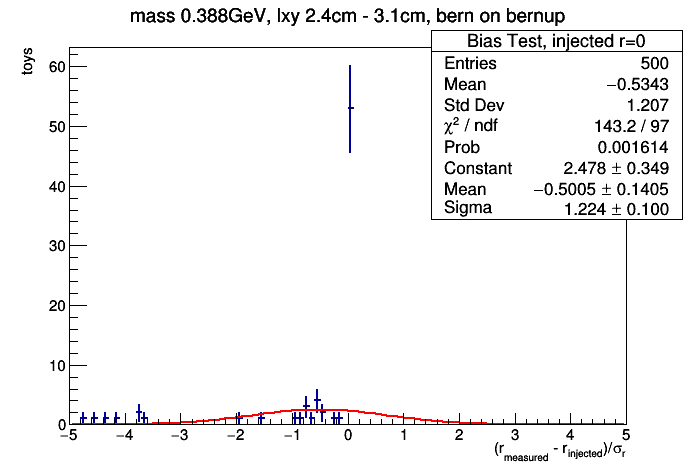 mass 0.388GeV, lxy 2.4cm - 3.1cm, bern on bernup
Bias Test, injected r=0
Entries 500
Mean −0.5343
Std Dev 1.207
χ² / ndf 143.2 / 97
Prob 0.001614
Constant 2.478 ± 0.349
Mean −0.5005 ± 0.1405
Sigma 1.224 ± 0.100
toys
60
50
40
30
20
10
0
−5 −4 −3 −2 −1 0 1 2 3 4 5
(r_measured - r_injected)/σ_r